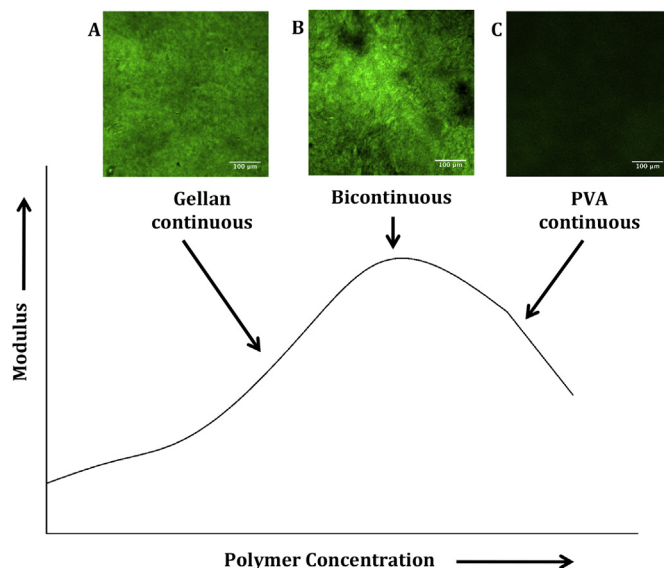 A
B
C
100 µm
100 µm
100 µm
Gellan
continuous
Bicontinuous
PVA
continuous
Modulus
Polymer Concentration